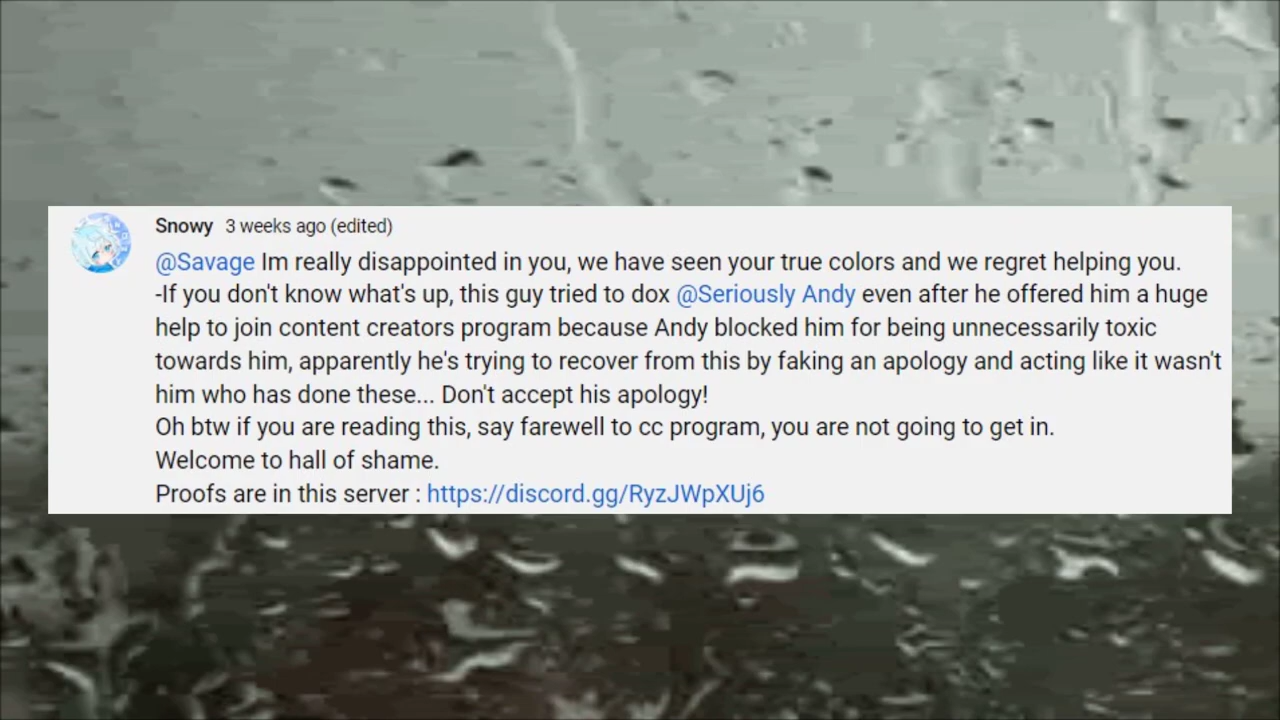 Snowy 3 weeks ago (edited)
@Savage Im really disappointed in you, we have seen your true colors and we regret helping you.
-If you don't know what's up, this guy tried to dox @Seriously Andy even after he offered him a huge
help to join content creators program because Andy blocked him for being unnecessarily toxic
towards him, apparently he's trying to recover from this by faking an apology and acting like it wasn't
him who has done these... Don't accept his apology!
Oh btw if you are reading this, say farewell to cc program, you are not going to get in.
Welcome to hall of shame.
Proofs are in this server : https://discord.gg/RyzJWpXUj6